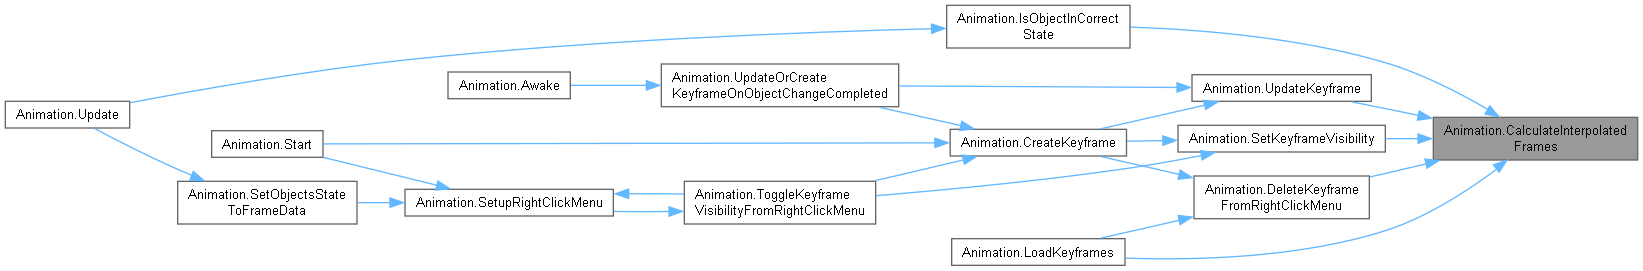 Animation.IsObjectInCorrect
State
Animation.Awake
Animation.UpdateOrCreate
KeyframeOnObjectChangeCompleted
Animation.UpdateKeyframe
Animation.Update
Animation.Start
Animation.CreateKeyframe
Animation.SetKeyframeVisibility
Animation.CalculateInterpolated
Frames
Animation.SetObjectsState
ToFrameData
Animation.SetupRightClickMenu
Animation.ToggleKeyframe
VisibilityFromRightClickMenu
Animation.DeleteKeyframe
FromRightClickMenu
Animation.LoadKeyframes